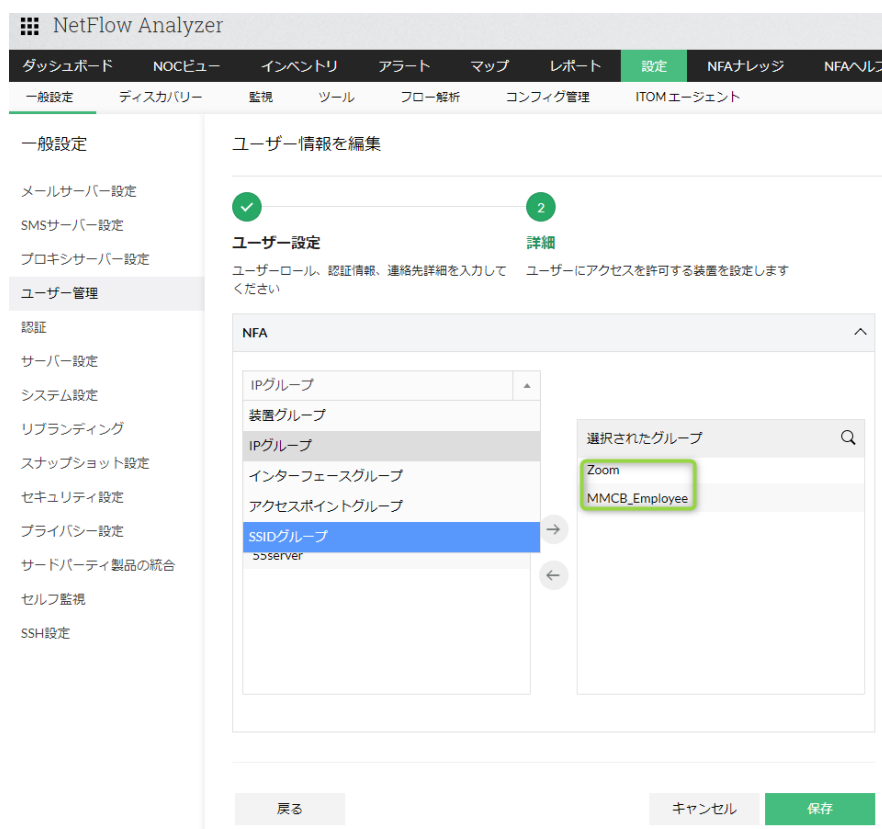 NetFlow Analyzer
ダッシュボード NOCビュー インベントリ アラート マップ レポート 設定 NFAナレッジ NFAヘルプ
一般設定 ディスカバリー 監視 ツール フロー解析 コンフィグ管理 ITOM エージェント
一般設定
メールサーバー設定
SMSサーバー設定
プロキシサーバー設定
ユーザー管理
認証
サーバー設定
システム設定
リブランディング
スナップショット設定
セキュリティ設定
プライバシー設定
サードパーティ製品の統合
セルフ監視
SSH設定
ユーザー情報を編集
2
ユーザー設定
ユーザーロール、認証情報、連絡先詳細を入力して
ください
詳細
ユーザーにアクセスを許可する装置を設定します
NFA
IPグループ
装置グループ
IPグループ
インターフェースグループ
アクセスポイントグループ
SSIDグループ
55server
選択されたグループ
Zoom
MMCB_Employee
戻る
キャンセル
保存